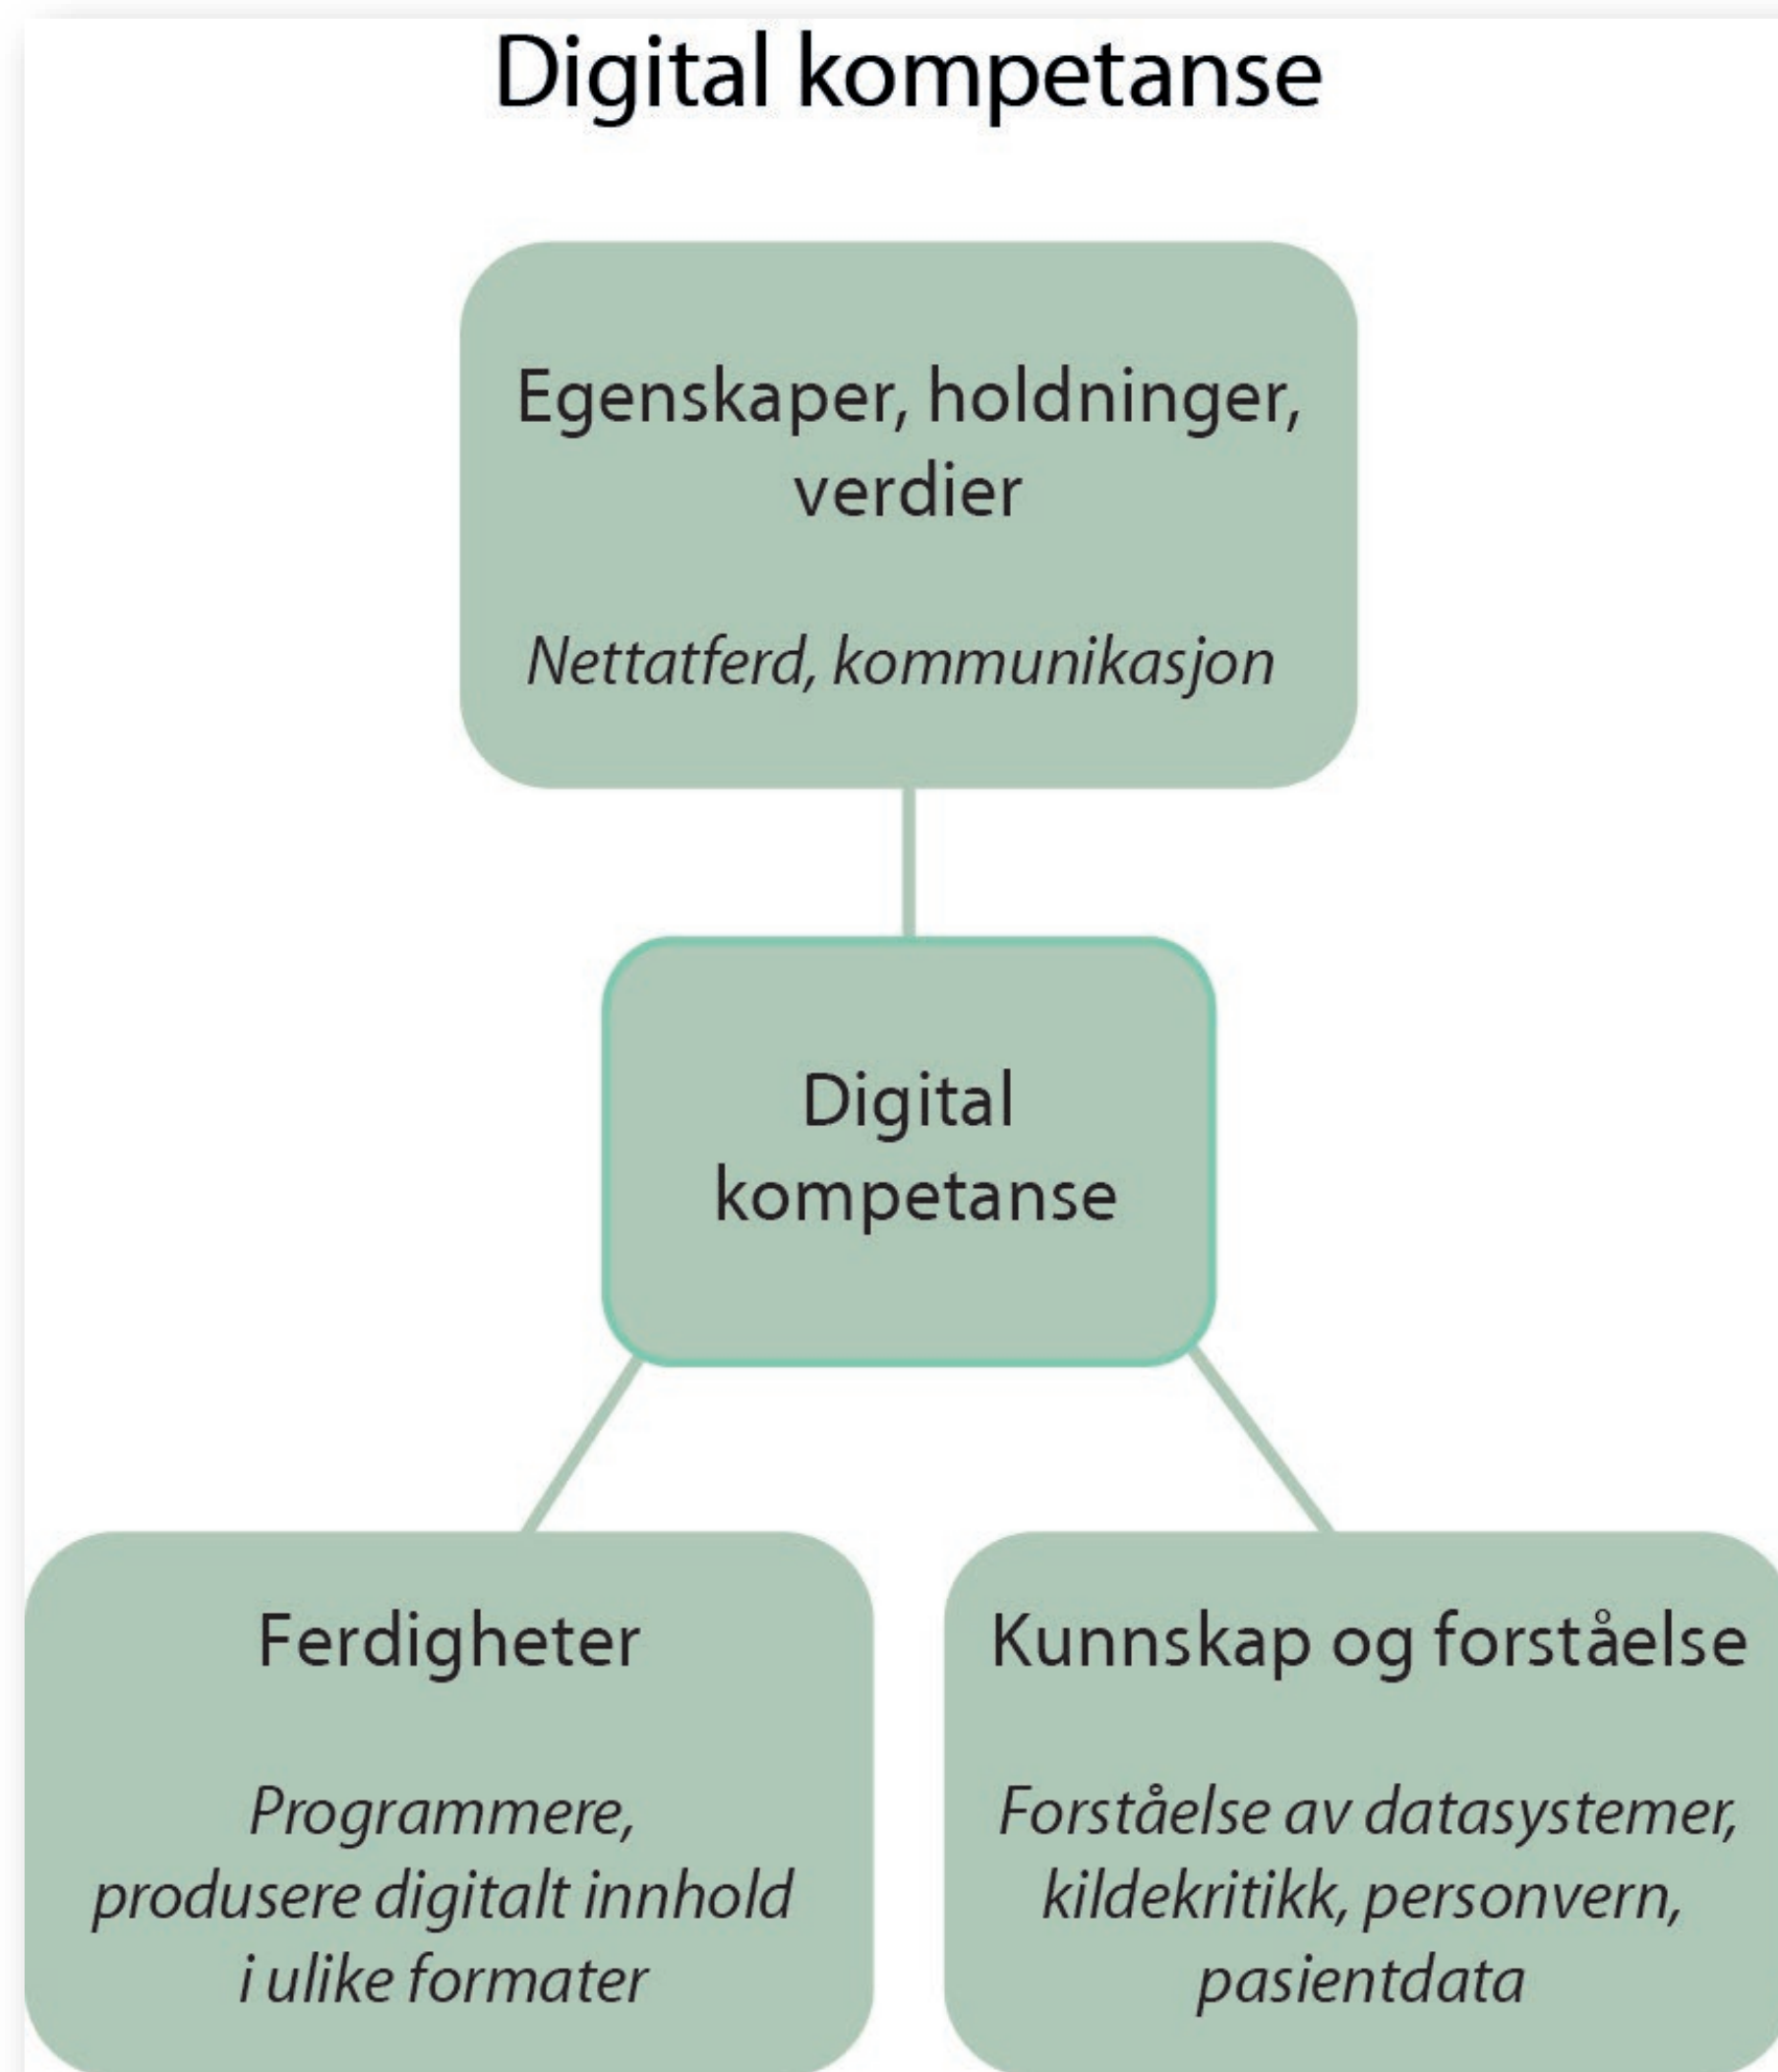 Digital kompetanse
Egenskaper, holdninger,
verdier
Nettatferd, kommunikasjon
Digital
kompetanse
Ferdigheter
Programmere,
produsere digitalt innhold
i ulike formater
Kunnskap og forståelse
Forståelse av datasystemer,
kildekritikk, personvern,
pasientdata